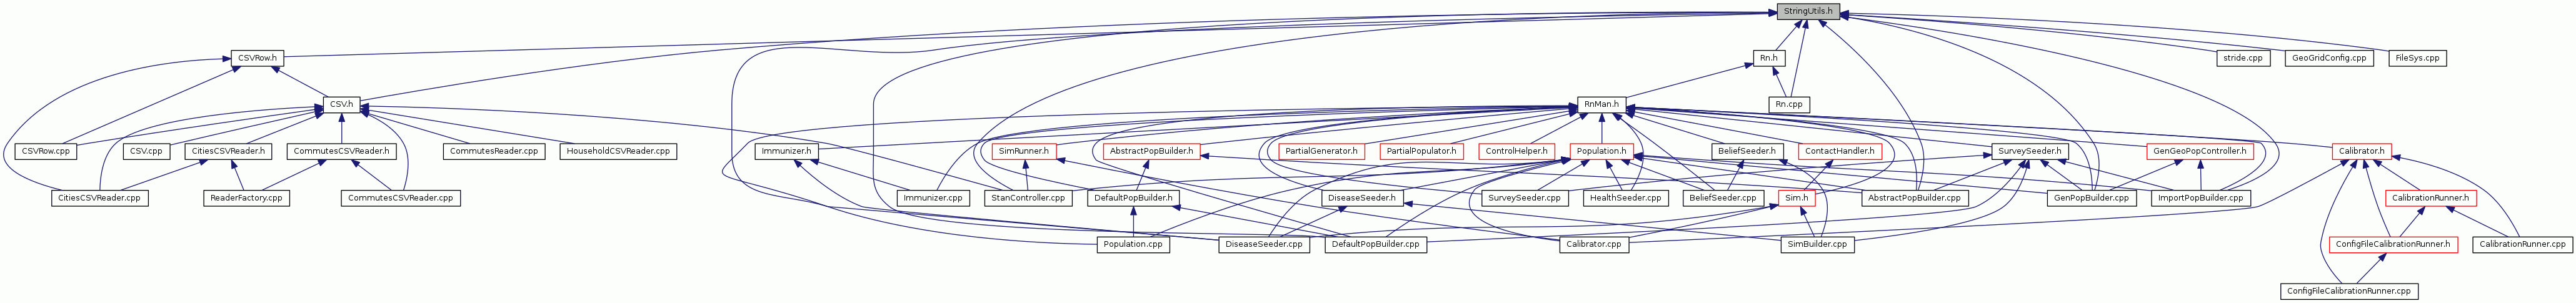 StringUtils.h
CSVRow.h
Rn.h
stride.cpp
GeoGridConfig.cpp
FileSys.cpp
CSV.h
RnMan.h
Rn.cpp
CSVRow.cpp
CSV.cpp
CitiesCSVReader.h
CommutesCSVReader.h
CommutesReader.cpp
HouseholdCSVReader.cpp
Immunizer.h
SimRunner.h
AbstractPopBuilder.h
PartialGenerator.h
PartialPopulator.h
ControlHelper.h
Population.h
BeliefSeeder.h
ContactHandler.h
SurveySeeder.h
GenGeoPopController.h
Calibrator.h
CitiesCSVReader.cpp
ReaderFactory.cpp
CommutesCSVReader.cpp
Immunizer.cpp
StanController.cpp
DefaultPopBuilder.h
DiseaseSeeder.h
SurveySeeder.cpp
HealthSeeder.cpp
BeliefSeeder.cpp
Sim.h
AbstractPopBuilder.cpp
GenPopBuilder.cpp
ImportPopBuilder.cpp
CalibrationRunner.h
Population.cpp
DiseaseSeeder.cpp
DefaultPopBuilder.cpp
Calibrator.cpp
SimBuilder.cpp
ConfigFileCalibrationRunner.h
CalibrationRunner.cpp
ConfigFileCalibrationRunner.cpp